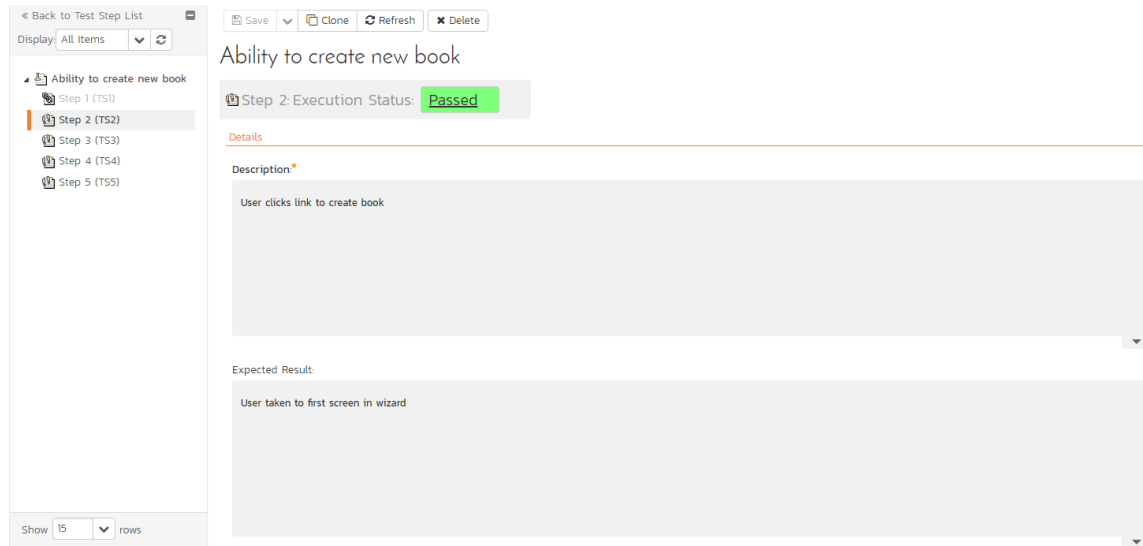 « Back to Test Step List
Display: All Items
Ability to create new book
Step 1 (TS1)
Step 2 (TS2)
Step 3 (TS3)
Step 4 (TS4)
Step 5 (TS5)
Show 15 rows
Save Clone Refresh Delete
Ability to create new book
Step 2: Execution Status: Passed
Details
Description:*
User clicks link to create book
Expected Result:
User taken to first screen in wizard